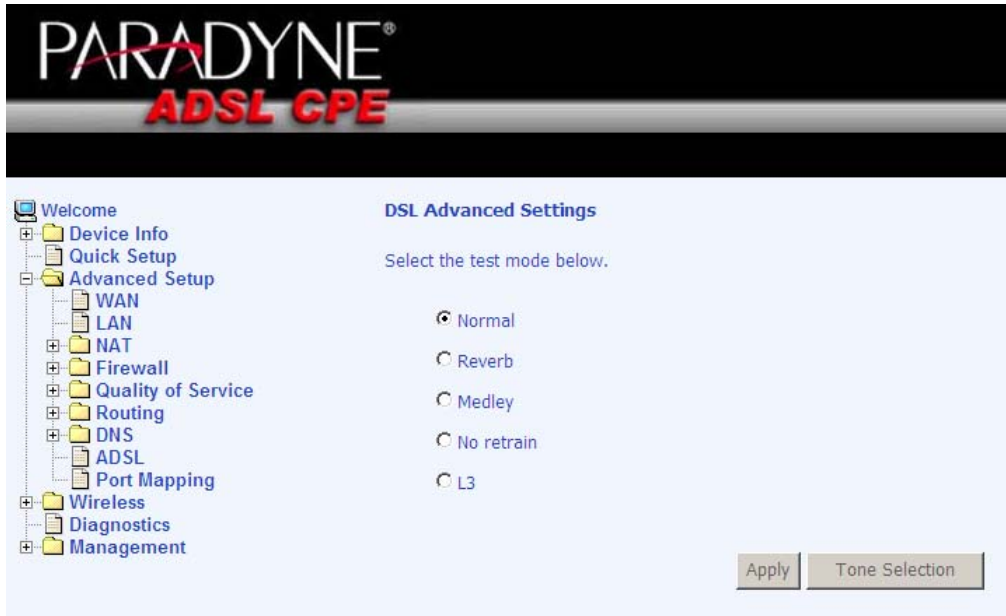 PARADYNE®
ADSL CPE
Welcome
Device Info
Quick Setup
Advanced Setup
WAN
LAN
NAT
Firewall
Quality of Service
Routing
DNS
ADSL
Port Mapping
Wireless
Diagnostics
Management
DSL Advanced Settings
Select the test mode below.
Normal
Reverb
Medley
No retrain
L3
Apply Tone Selection